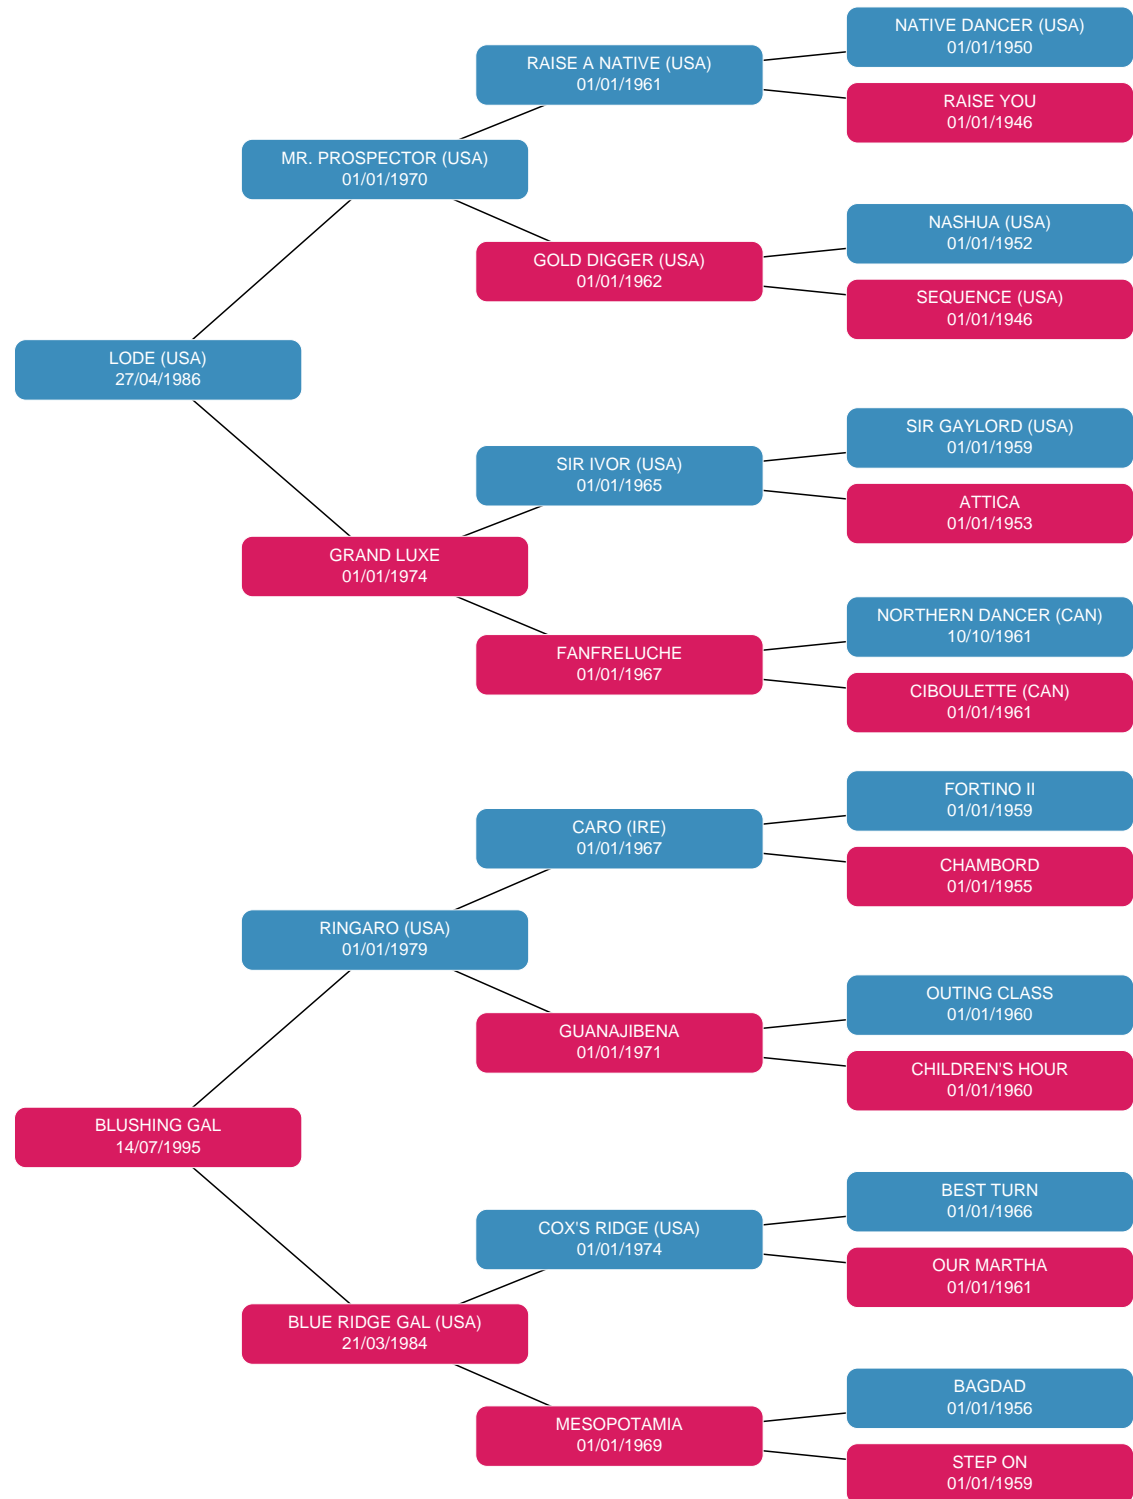 NATIVE DANCER (USA)
01/01/1950
RAISE A NATIVE (USA)
01/01/1961
RAISE YOU
01/01/1946
MR. PROSPECTOR (USA)
01/01/1970
NASHUA (USA)
01/01/1952
GOLD DIGGER (USA)
01/01/1962
SEQUENCE (USA)
01/01/1946
LODE (USA)
27/04/1986
SIR GAYLORD (USA)
01/01/1959
SIR IVOR (USA)
01/01/1965
ATTICA
01/01/1953
GRAND LUXE
01/01/1974
NORTHERN DANCER (CAN)
10/10/1961
FANFRELUCHE
01/01/1967
CIBOULETTE (CAN)
01/01/1961
FORTINO II
01/01/1959
CARO (IRE)
01/01/1967
CHAMBORD
01/01/1955
RINGARO (USA)
01/01/1979
OUTING CLASS
01/01/1960
GUANAJIBENA
01/01/1971
CHILDREN'S HOUR
01/01/1960
BLUSHING GAL
14/07/1995
BEST TURN
01/01/1966
COX'S RIDGE (USA)
01/01/1974
OUR MARTHA
01/01/1961
BLUE RIDGE GAL (USA)
21/03/1984
BAGDAD
01/01/1956
MESOPOTAMIA
01/01/1969
STEP ON
01/01/1959